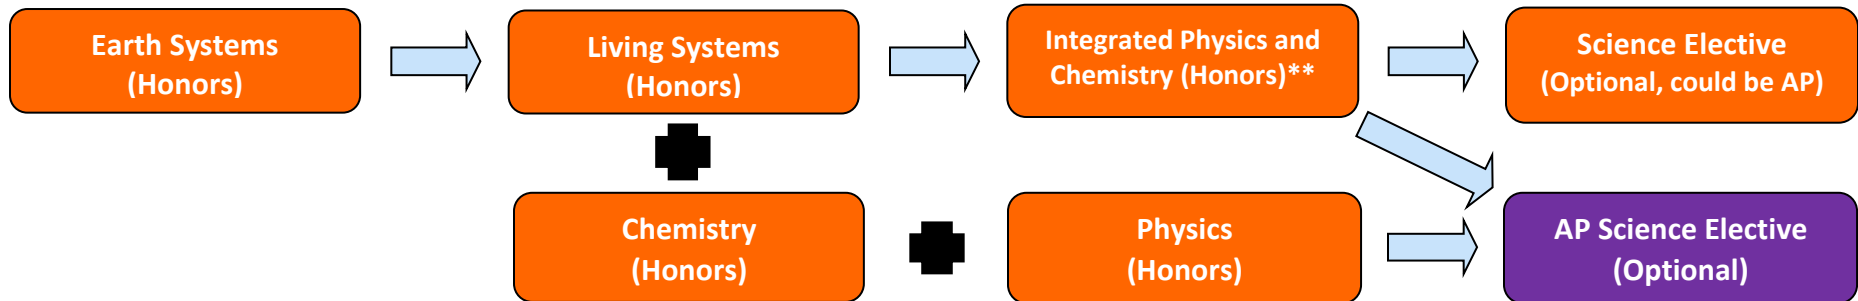 Earth Systems
(Honors)
Living Systems
(Honors)
Integrated Physics and
Chemistry (Honors)**
Science Elective
(Optional, could be AP)
Chemistry
(Honors)
Physics
(Honors)
AP Science Elective
(Optional)